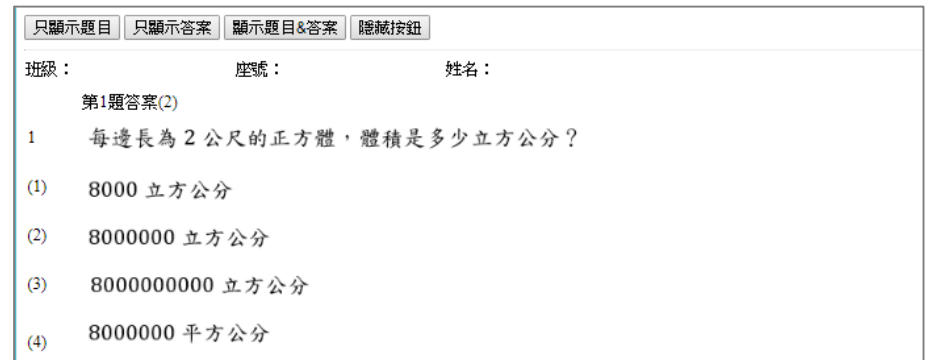 只顯示題目 只顯示答案 顯示題目&答案 隱藏按鈕
班級： 座號： 姓名：
第1題答案(2)
1 每邊長為 2 公尺的正方體，體積是多少立方公分？
(1) 8000 立方公分
(2) 8000000 立方公分
(3) 8000000000 立方公分
(4) 8000000 平方公分